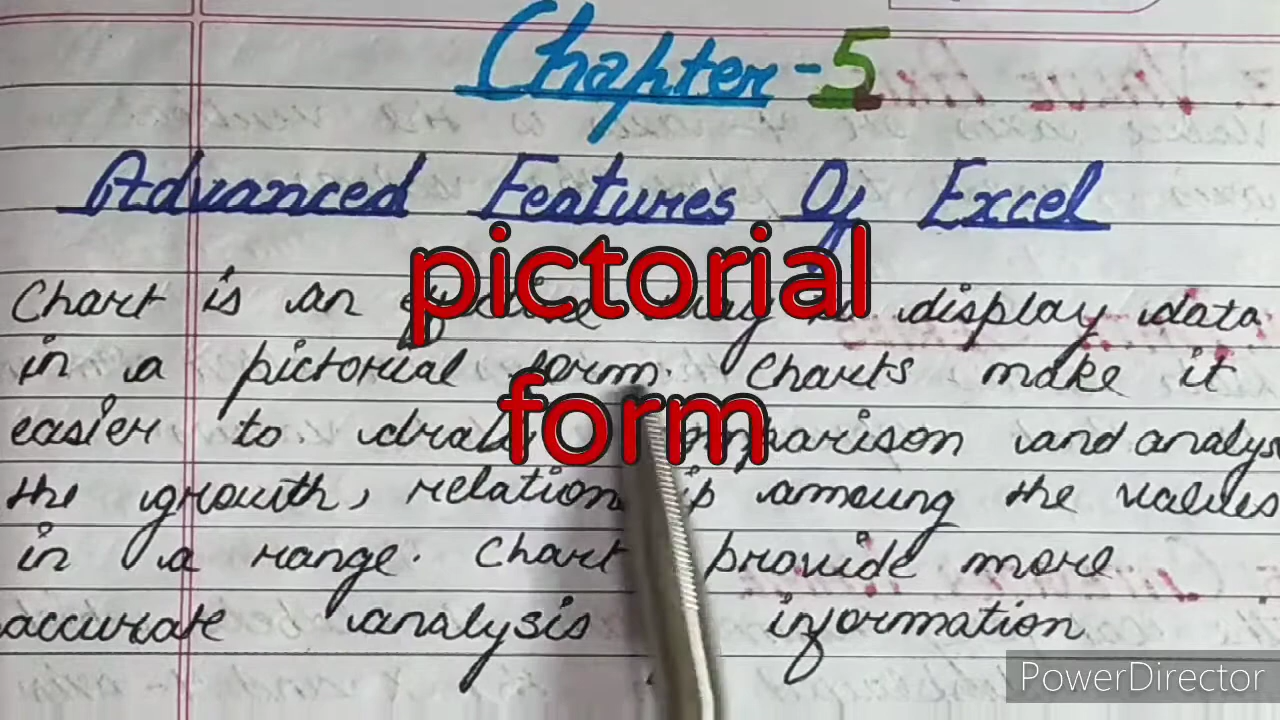 Chapter-5
Advanced Features Of Excel
pictorial
Chart is an display data
in a pictorial form. Charts make it
form
easier to and analys
the growth, among the values
in a range. Chart provide more
accurate analysis information
PowerDirector